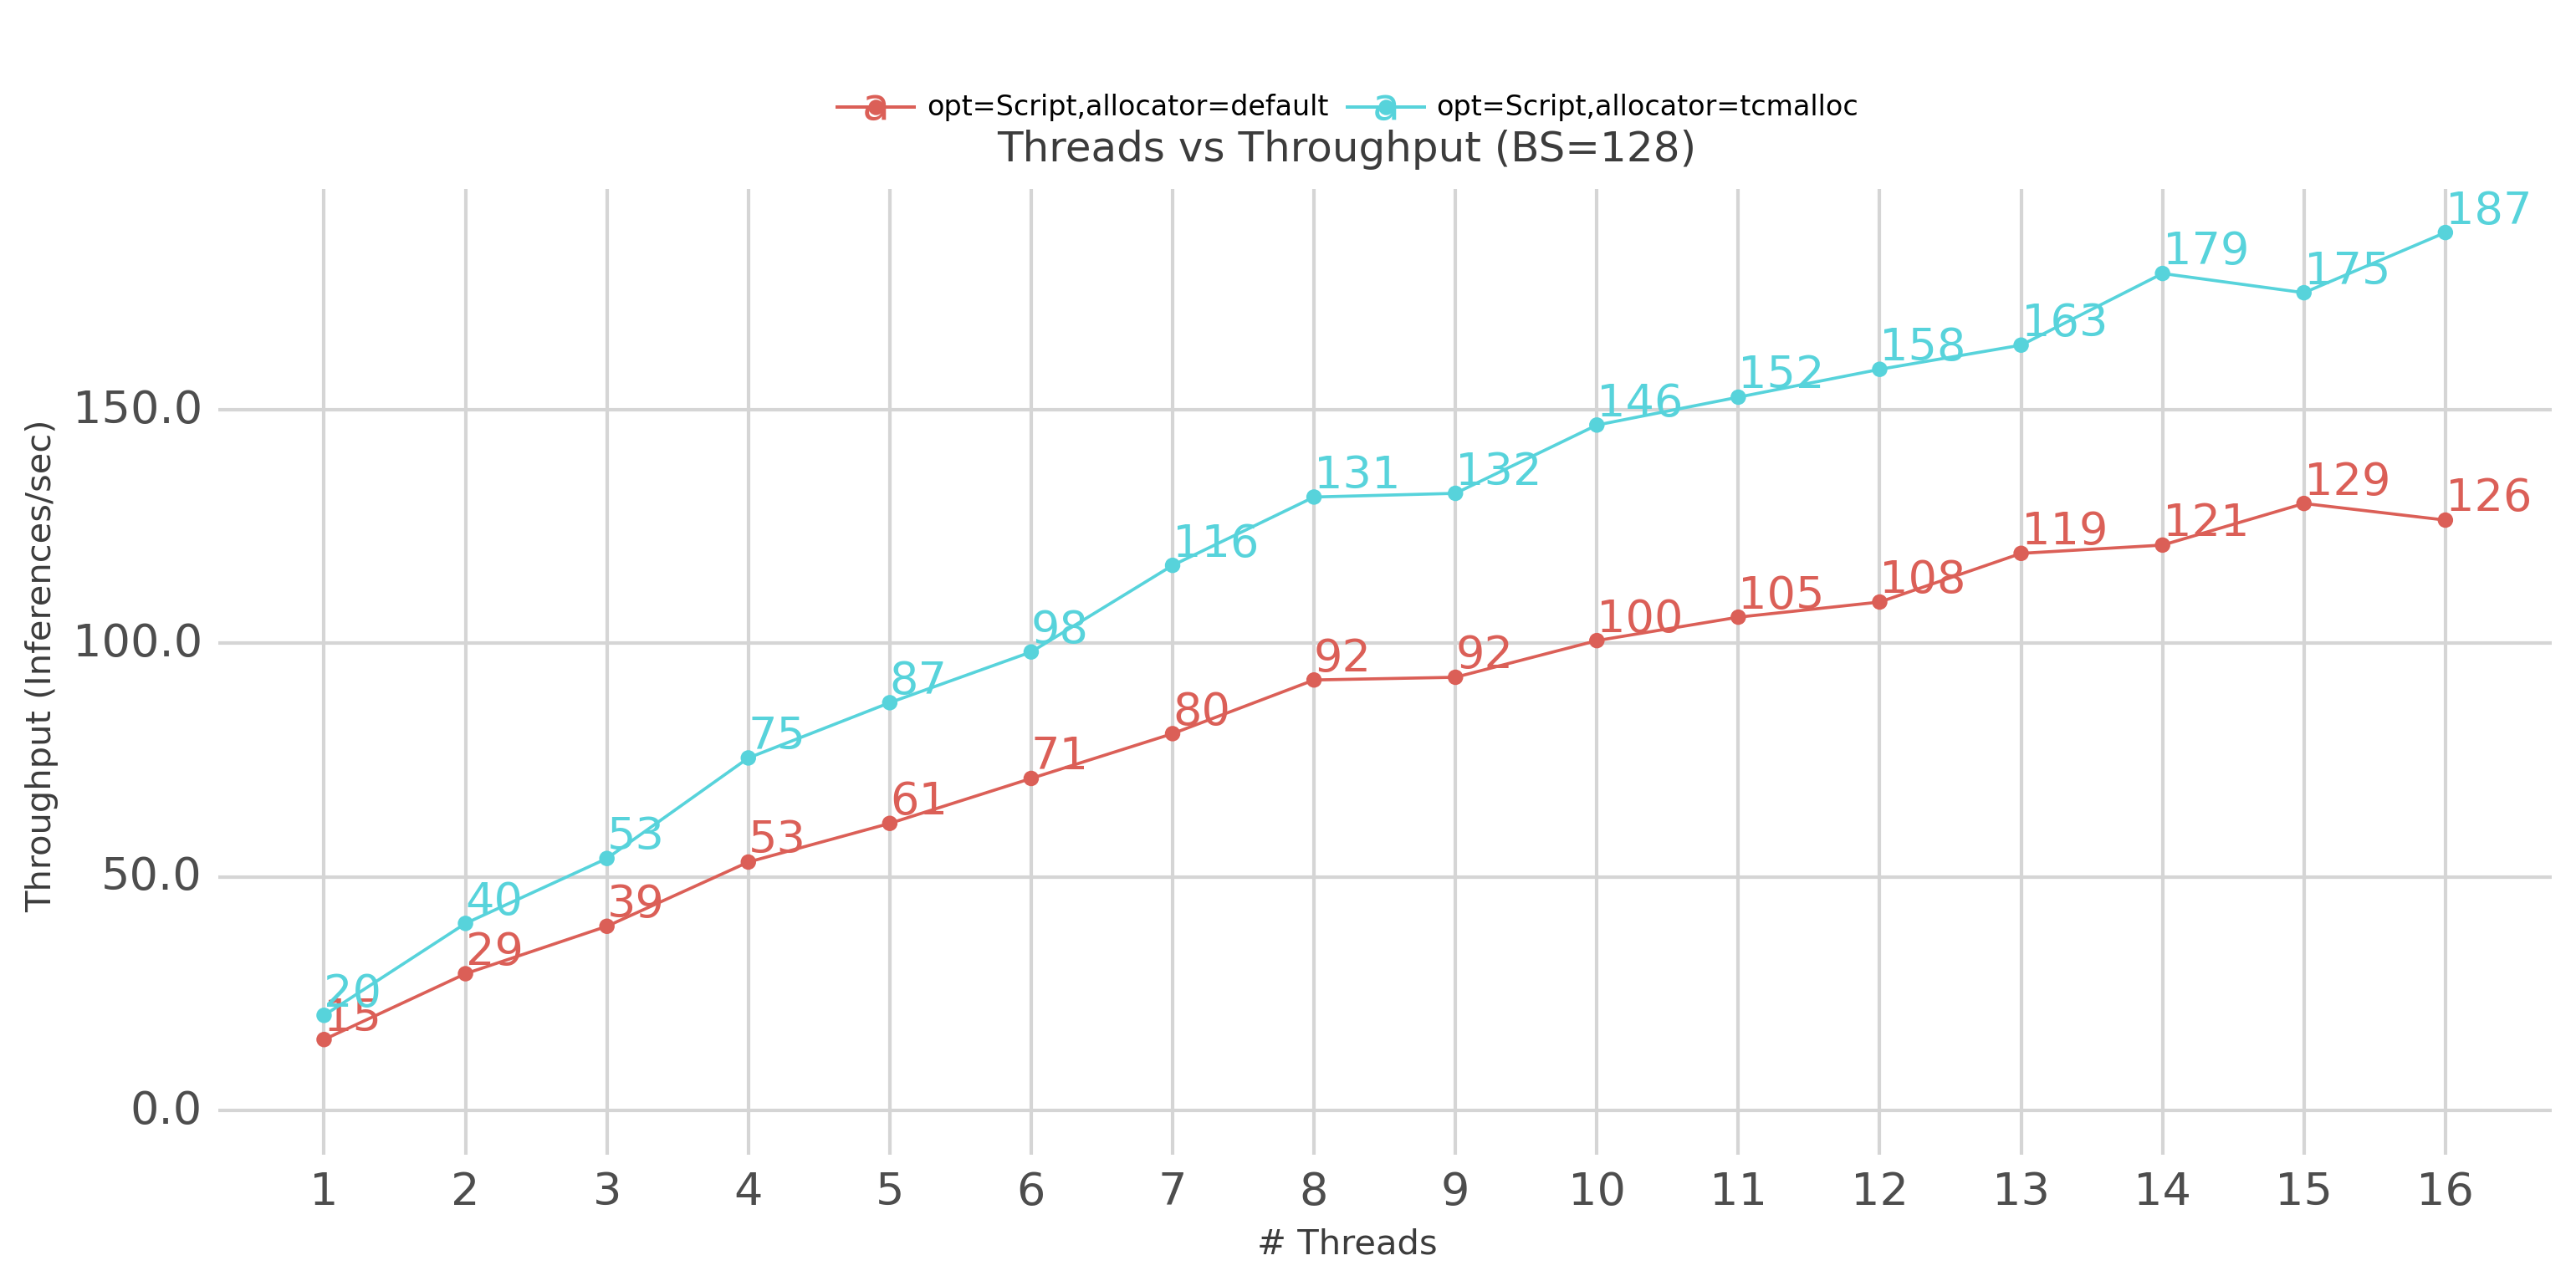 a opt=Script,allocator=default a opt=Script,allocator=tcmalloc
Threads vs Throughput (BS=128)
Throughput (Inferences/sec)
150.0
100.0
50.0
0.0
20 40 53 75 87 98 116 131 132 146 152 158 163 179 175 187
15 29 39 53 61 71 80 92 92 100 105 108 119 121 129 126
1 2 3 4 5 6 7 8 9 10 11 12 13 14 15 16
# Threads